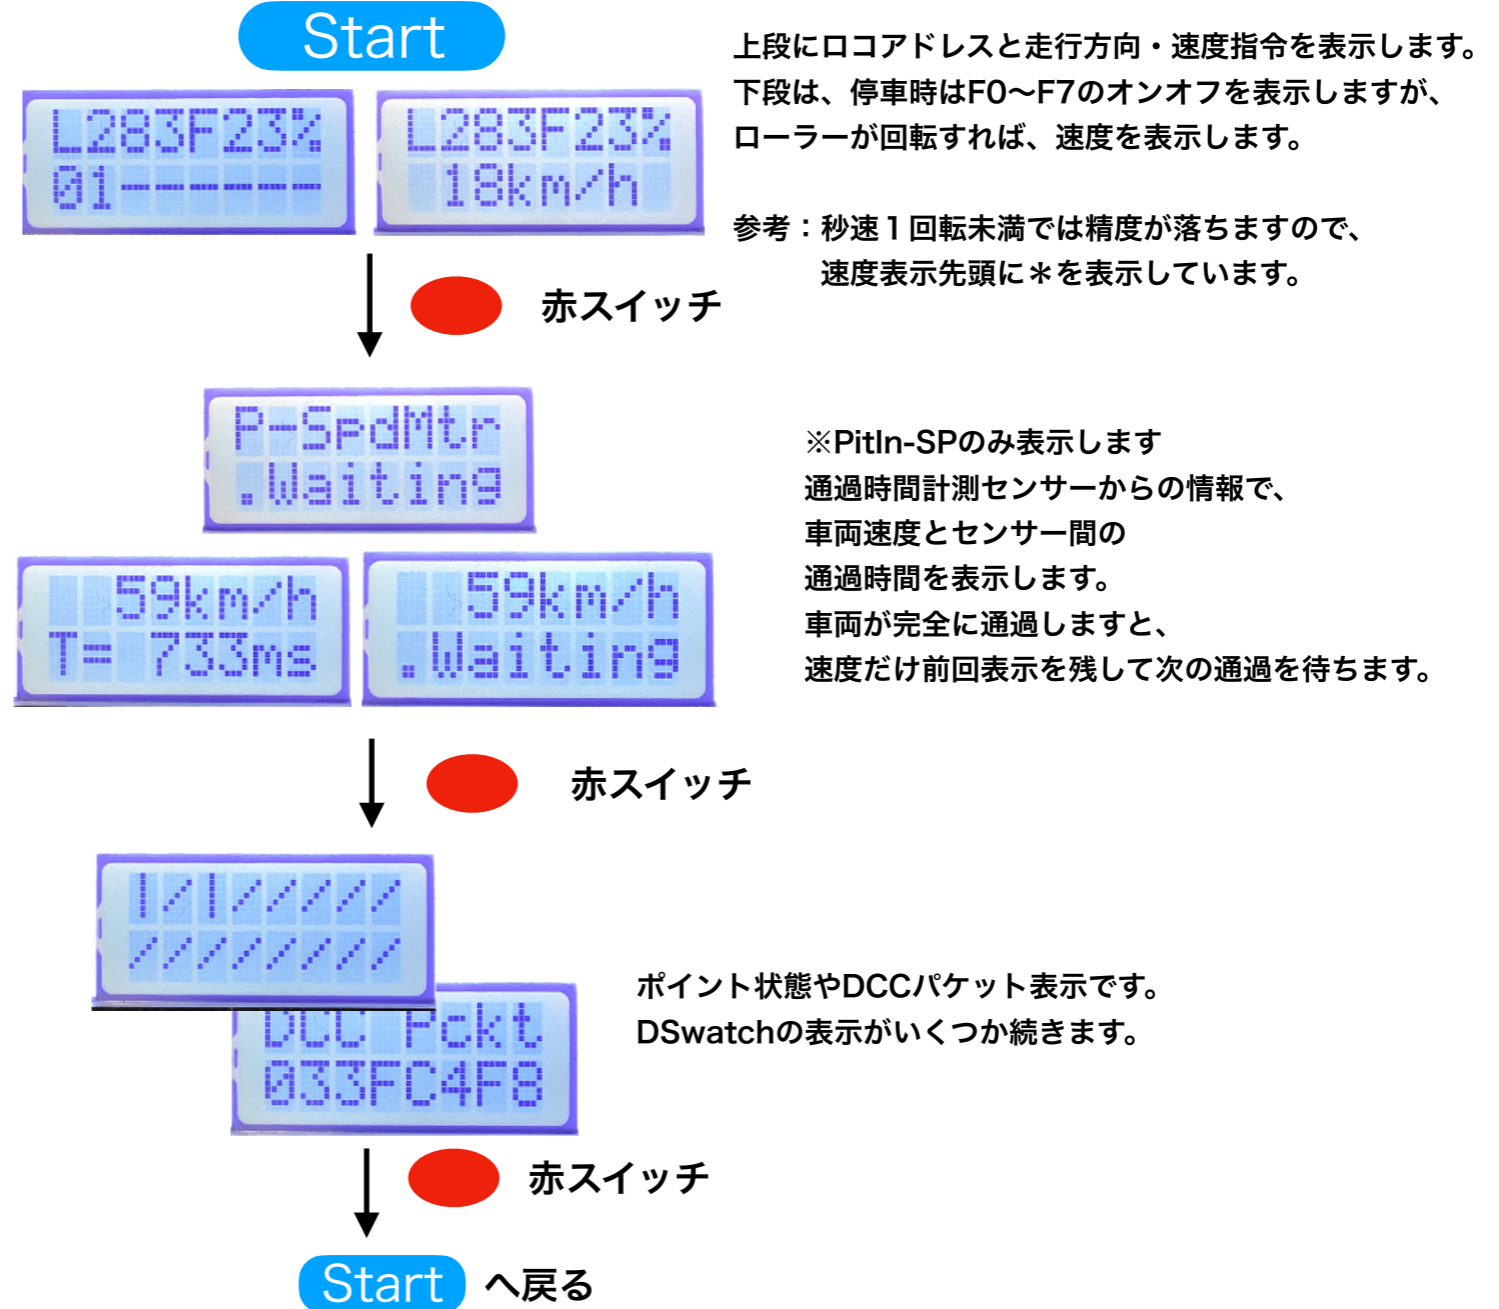 Start
上段にロコアドレスと走行方向・速度指令を表示します。
下段は、停車時はF0〜F7のオンオフを表示しますが、
ローラーが回転すれば、速度を表示します。
L283F23%
01------
L283F23%
18km/h
参考：秒速１回転未満では精度が落ちますので、
速度表示先頭に＊を表示しています。
赤スイッチ
P-SpdMtr
.Waiting
※PitIn-SPのみ表示します
通過時間計測センサーからの情報で、
車両速度とセンサー間の
通過時間を表示します。
車両が完全に通過しますと、
速度だけ前回表示を残して次の通過を待ちます。
59km/h
T= 733ms
59km/h
.Waiting
赤スイッチ
|/|/////
////////
DCC Pckt
033FC4F8
ポイント状態やDCCパケット表示です。
DSwatchの表示がいくつか続きます。
赤スイッチ
Start へ戻る